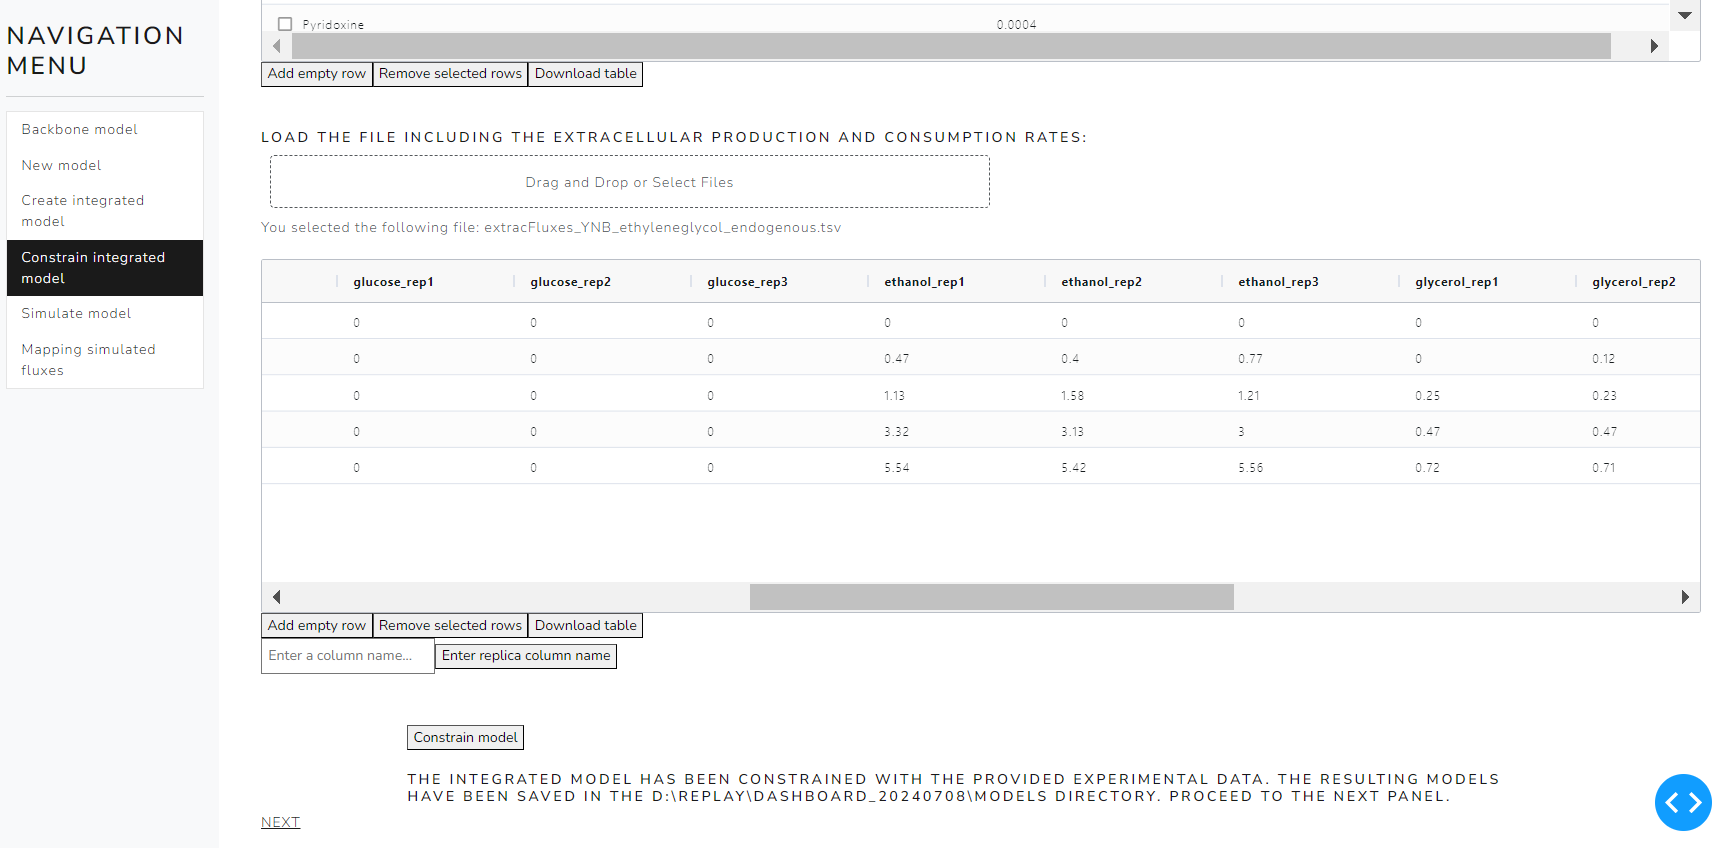 NAVIGATION
MENU
Backbone model
New model
Create integrated
model
Constrain integrated
model
Simulate model
Mapping simulated
fluxes
Pyridoxine 0.0004
Add empty row Remove selected rows Download table
LOAD THE FILE INCLUDING THE EXTRACELLULAR PRODUCTION AND CONSUMPTION RATES:
Drag and Drop or Select Files
You selected the following file: extracFluxes_YNB_ethyleneglycol_endogenous.tsv
glucose_rep1 glucose_rep2 glucose_rep3 ethanol_rep1 ethanol_rep2 ethanol_rep3 glycerol_rep1 glycerol_rep2
0 0 0 0 0 0 0 0
0 0 0 0.47 0.4 0.77 0 0.12
0 0 0 1.13 1.58 1.21 0.25 0.23
0 0 0 3.32 3.13 3 0.47 0.47
0 0 0 5.54 5.42 5.56 0.72 0.71
Add empty row Remove selected rows Download table
Enter a column name... Enter replica column name
Constrain model
THE INTEGRATED MODEL HAS BEEN CONSTRAINED WITH THE PROVIDED EXPERIMENTAL DATA. THE RESULTING MODELS
HAVE BEEN SAVED IN THE D:\REPLAY\DASHBOARD_20240708\MODELS DIRECTORY. PROCEED TO THE NEXT PANEL.
NEXT